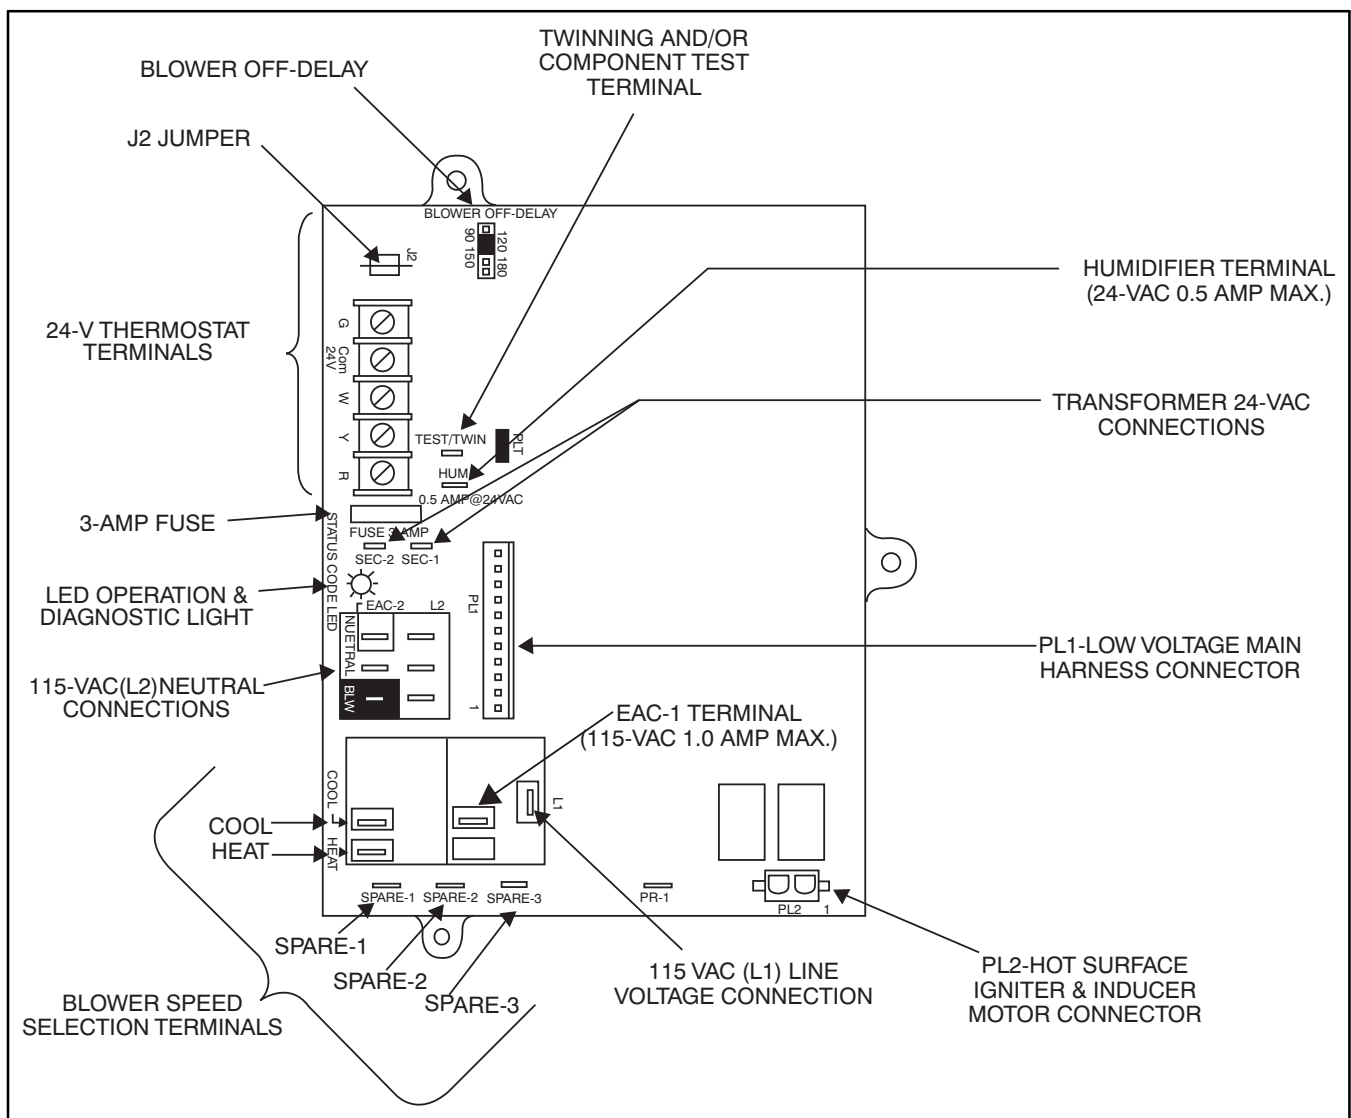 TWINNING AND/OR
COMPONENT TEST
TERMINAL
BLOWER OFF-DELAY
J2 JUMPER
BLOWER OFF-DELAY
90 150
120 180
J2
HUMIDIFIER TERMINAL
(24-VAC 0.5 AMP MAX.)
24-V THERMOSTAT
TERMINALS
G
Com
24V
W
Y
R
TRANSFORMER 24-VAC
CONNECTIONS
TEST/TWIN
PLT
HUM
0.5 AMP@24VAC
3-AMP FUSE
FUSE 3-AMP
STATUS CODE LED
SEC-2 SEC-1
LED OPERATION &
DIAGNOSTIC LIGHT
EAC-2 L2
NUETRAL
BLW
PL1
1
PL1-LOW VOLTAGE MAIN
HARNESS CONNECTOR
115-VAC(L2)NEUTRAL
CONNECTIONS
EAC-1 TERMINAL
(115-VAC 1.0 AMP MAX.)
COOL
HEAT
L1
COOL
HEAT
SPARE-1 SPARE-2 SPARE-3
PR-1
PL2 1
SPARE-1
SPARE-2
SPARE-3
115 VAC (L1) LINE
VOLTAGE CONNECTION
PL2-HOT SURFACE
IGNITER & INDUCER
MOTOR CONNECTOR
BLOWER SPEED
SELECTION TERMINALS